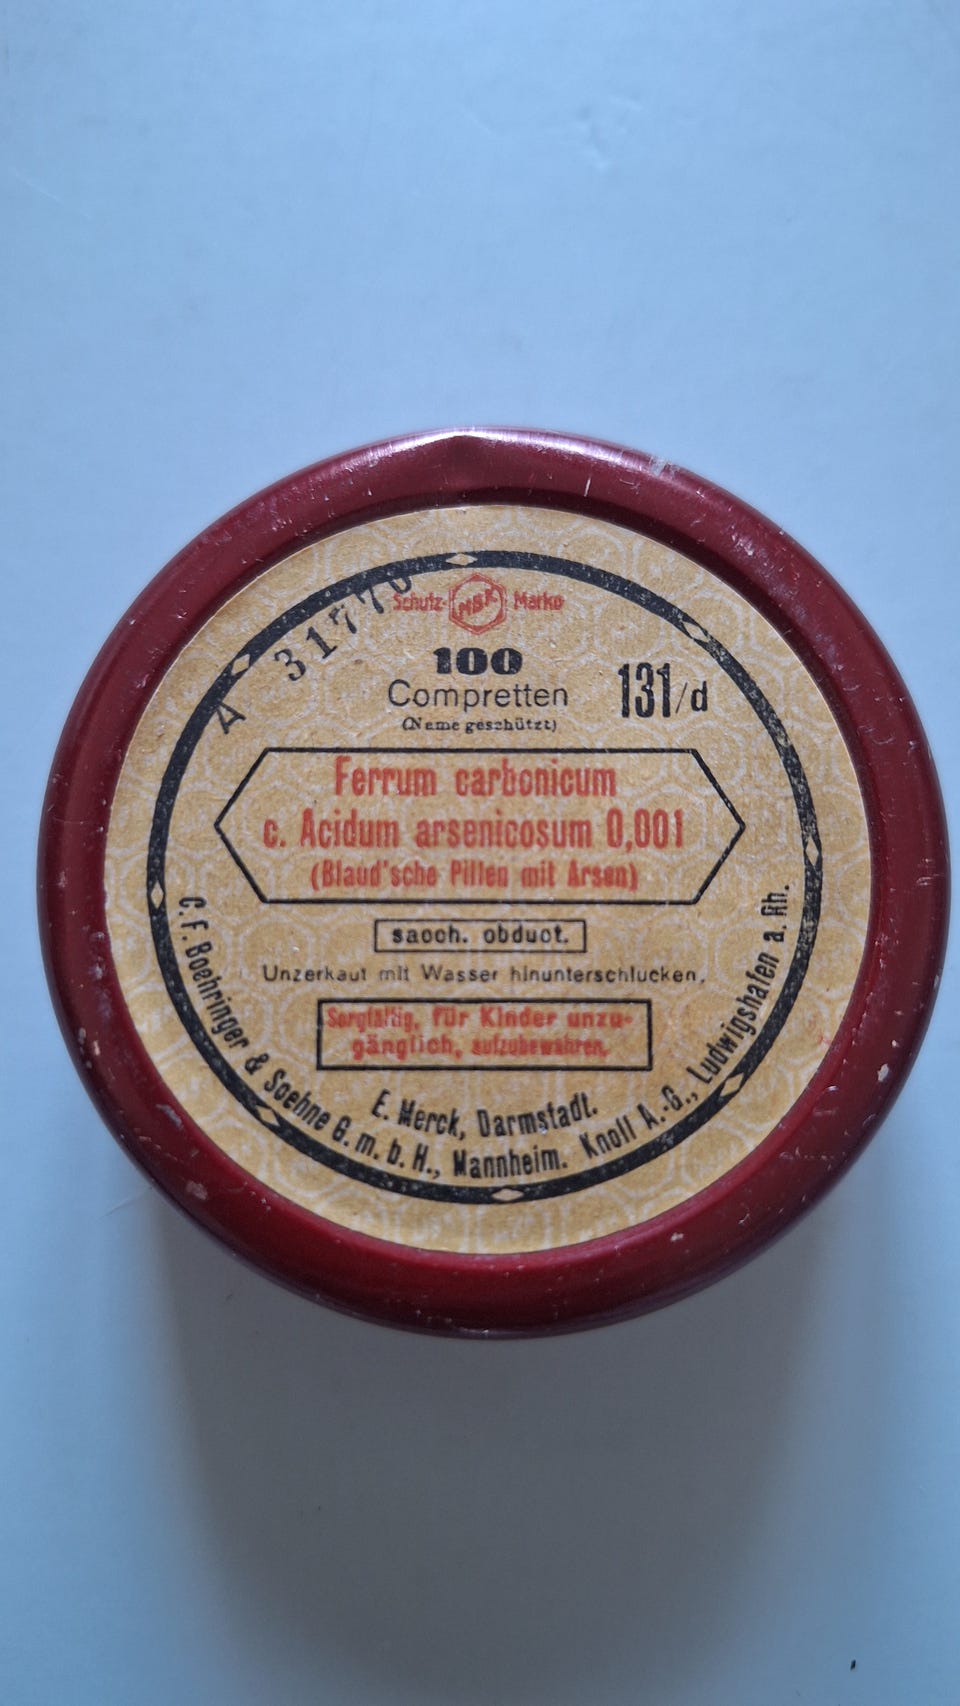 A 31770
Schutz- MBK Marke
100
Compretten
(Name geschützt)
131/d
Ferrum carbonicum
c. Acidum arsenicosum 0,001
(Blaud'sche Pillen mit Arsen)
sacch. obduct.
Unzerkaut mit Wasser hinunterschlucken.
Sorgfältig, für Kinder unzu-
gänglich, aufzubewahren.
E. Merck, Darmstadt.
C. F. Boehringer & Soehne G. m. b. H., Mannheim. Knoll A.-G., Ludwigshafen a. Rh.